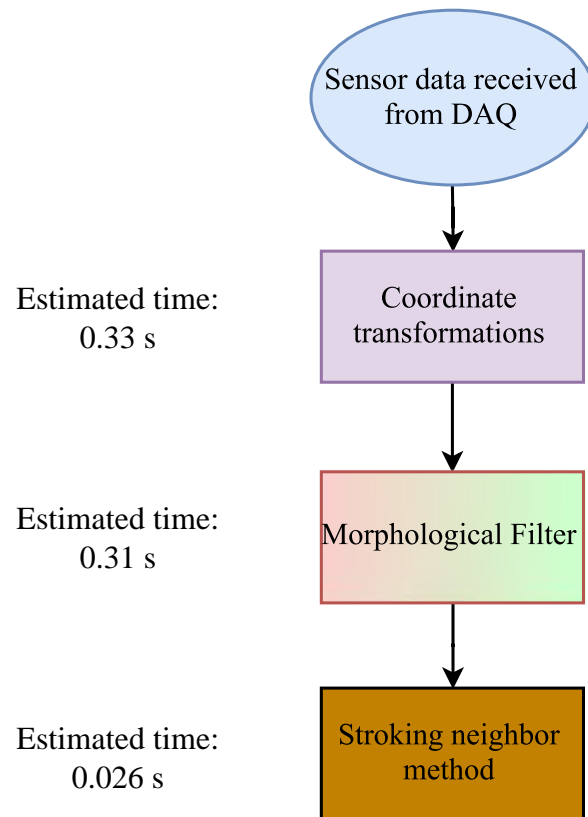 Sensor data received
from DAQ
Estimated time:
0.33 s
Coordinate
transformations
Estimated time:
0.31 s
Morphological Filter
Estimated time:
0.026 s
Stroking neighbor
method